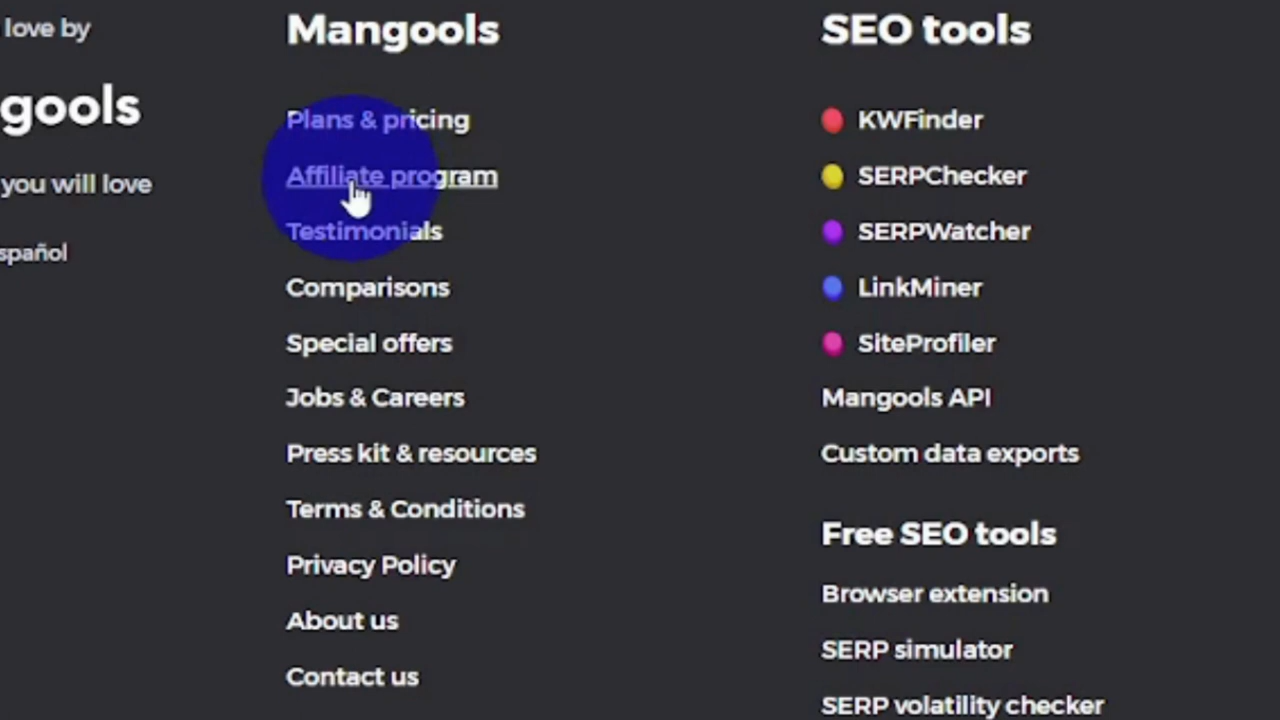 love by
gools
you will love
spañol
Mangools
Plans & pricing
Affiliate program
Testimonials
Comparisons
Special offers
Jobs & Careers
Press kit & resources
Terms & Conditions
Privacy Policy
About us
Contact us
SEO tools
KWFinder
SERPChecker
SERPWatcher
LinkMiner
SiteProfiler
Mangools API
Custom data exports
Free SEO tools
Browser extension
SERP simulator
SERP volatility checker